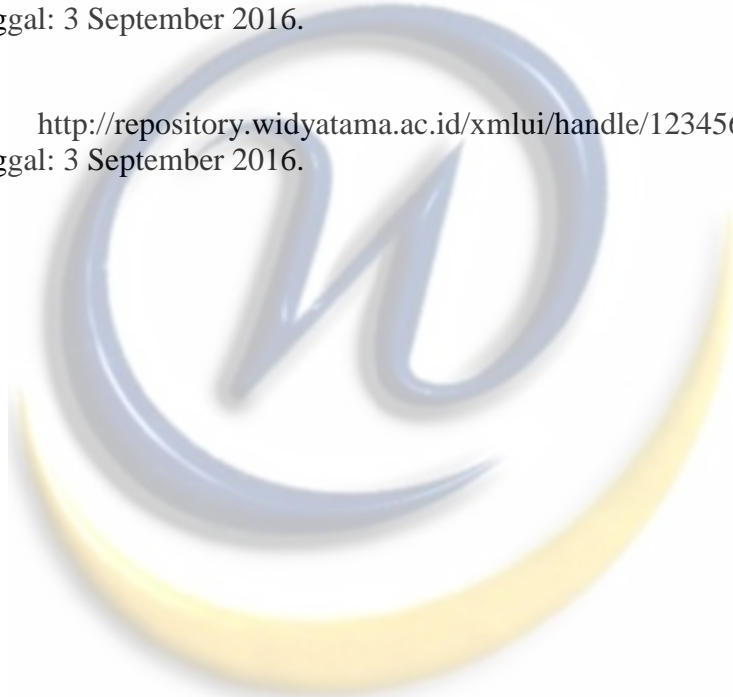 ggal: 3 September 2016.
http://repository.widyatama.ac.id/xmlui/handle/123456
ggal: 3 September 2016.